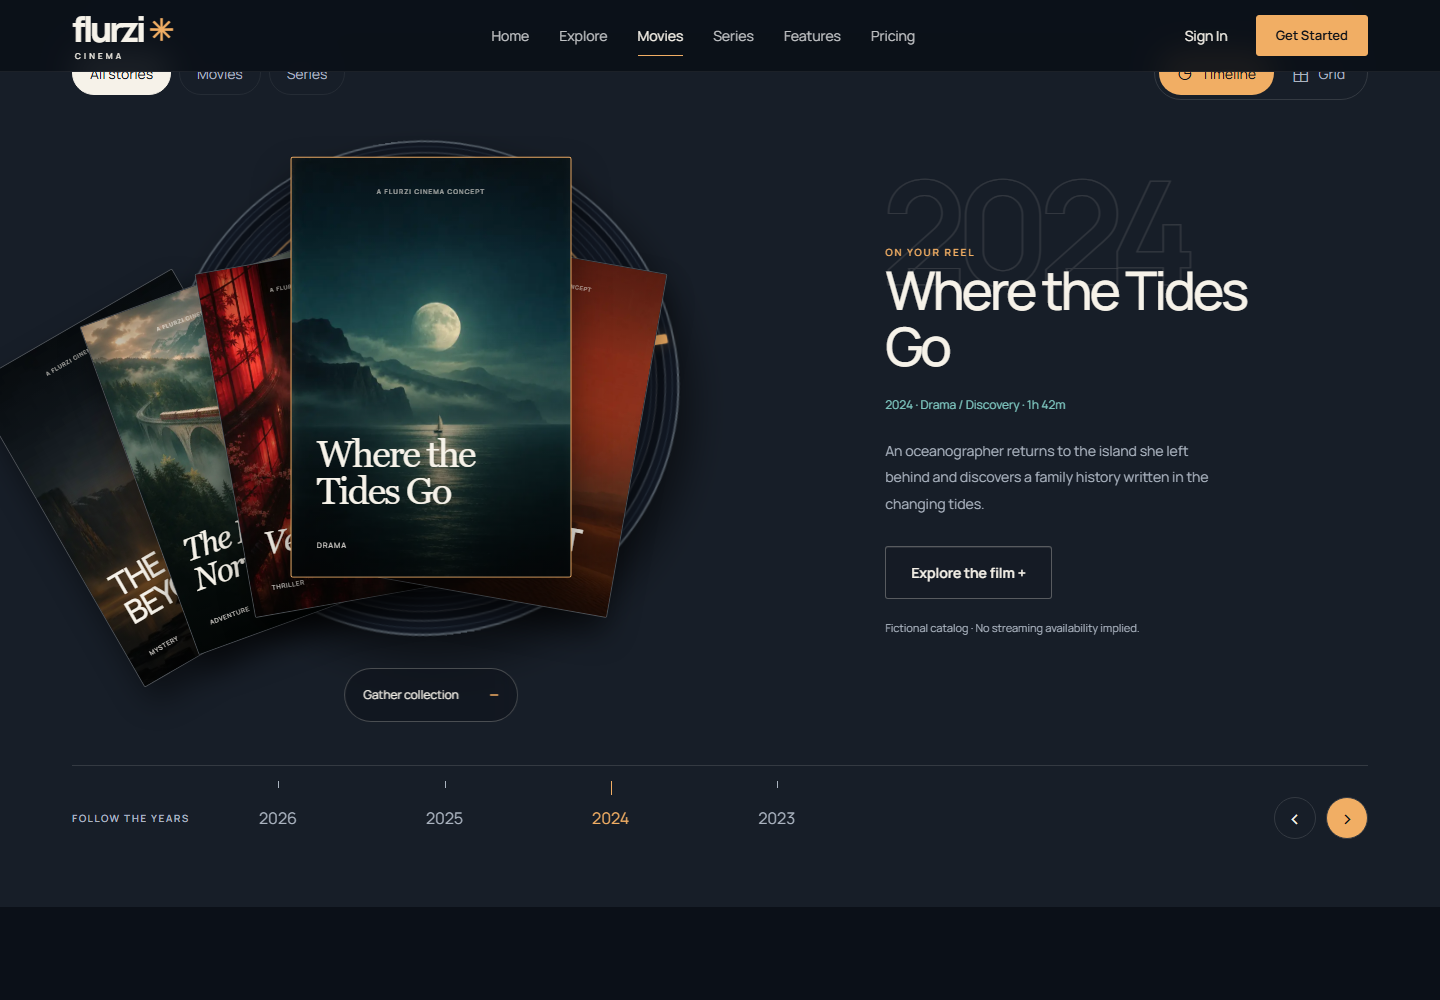 flurzi
CINEMA
Home
Explore
Movies
Series
Features
Pricing
Sign In
Get Started
All stories
Movies
Series
Timeline
Grid
A FLURZI CINEMA CONCEPT
Where the
Tides Go
DRAMA
THE
MYSTERY
The
ADVENTURE
THRILLER
2024
ON YOUR REEL
Where the Tides
Go
2024 · Drama / Discovery · 1h 42m
An oceanographer returns to the island she left
behind and discovers a family history written in the
changing tides.
Explore the film +
Fictional catalog · No streaming availability implied.
Gather collection
FOLLOW THE YEARS
2026
2025
2024
2023